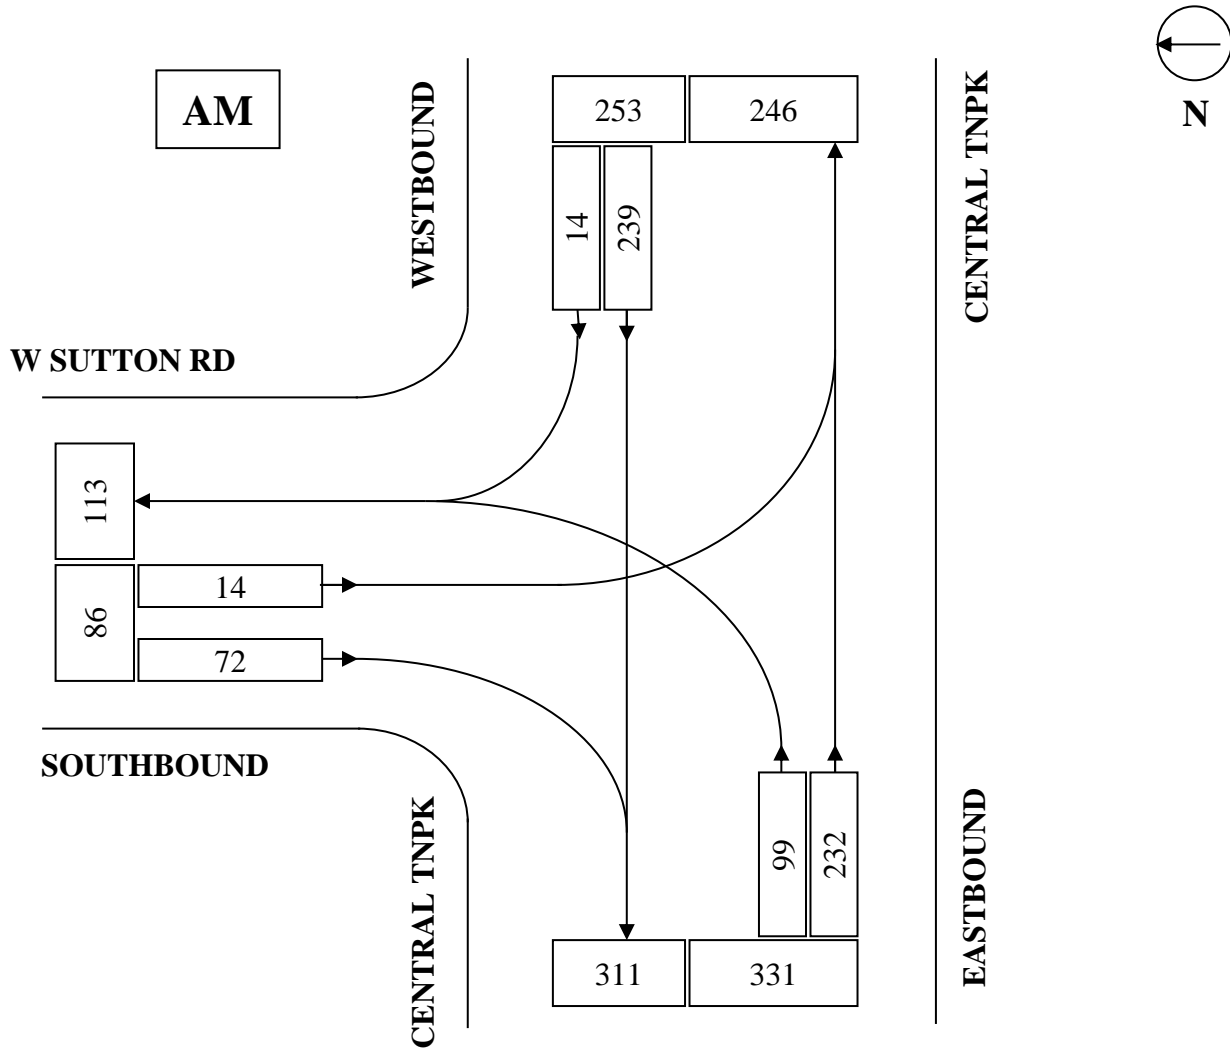 AM
WESTBOUND
253
246
CENTRAL TNPK
N
14
239
W SUTTON RD
113
86
14
72
SOUTHBOUND
CENTRAL TNPK
99
232
EASTBOUND
311
331